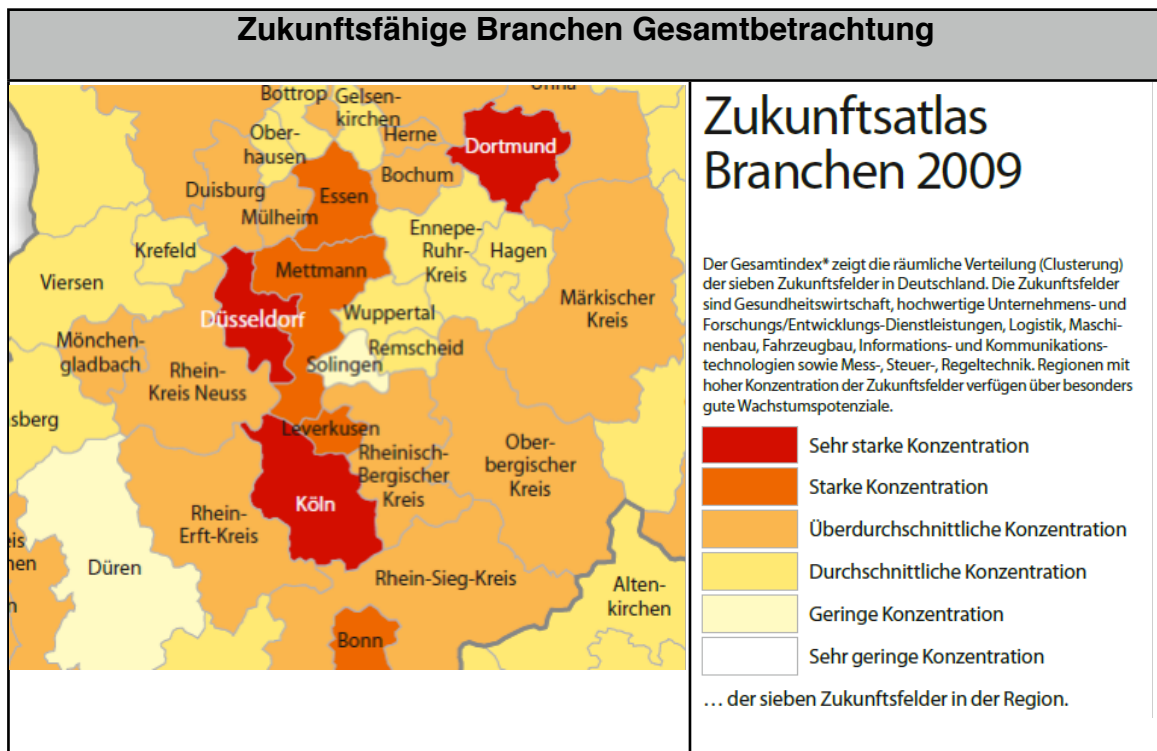 Zukunftsfähige Branchen Gesamtbetrachtung
Bottrop
Gelsen-
kirchen
Ober-
hausen
Herne
Dortmund
Duisburg
Essen
Bochum
Mülheim
Krefeld
Ennepe-
Ruhr-
Kreis
Hagen
Viersen
Mettmann
Märkischer
Kreis
Düsseldorf
Wuppertal
Mönchen-
gladbach
Remscheid
Solingen
Rhein-
Kreis Neuss
sberg
Leverkusen
Rheinisch-
Bergischer
Kreis
Ober-
bergischer
Kreis
Köln
Rhein-
Erft-Kreis
Düren
Rhein-Sieg-Kreis
Alten-
kirchen
Bonn
Zukunftsatlas
Branchen 2009
Der Gesamtindex* zeigt die räumliche Verteilung (Clusterung)
der sieben Zukunftsfelder in Deutschland. Die Zukunftsfelder
sind Gesundheitswirtschaft, hochwertige Unternehmens- und
Forschungs/Entwicklungs-Dienstleistungen, Logistik, Maschi-
nenbau, Fahrzeugbau, Informations- und Kommunikations-
technologien sowie Mess-, Steuer-, Regeltechnik. Regionen mit
hoher Konzentration der Zukunftsfelder verfügen über besonders
gute Wachstumspotenziale.
Sehr starke Konzentration
Starke Konzentration
Überdurchschnittliche Konzentration
Durchschnittliche Konzentration
Geringe Konzentration
Sehr geringe Konzentration
… der sieben Zukunftsfelder in der Region.